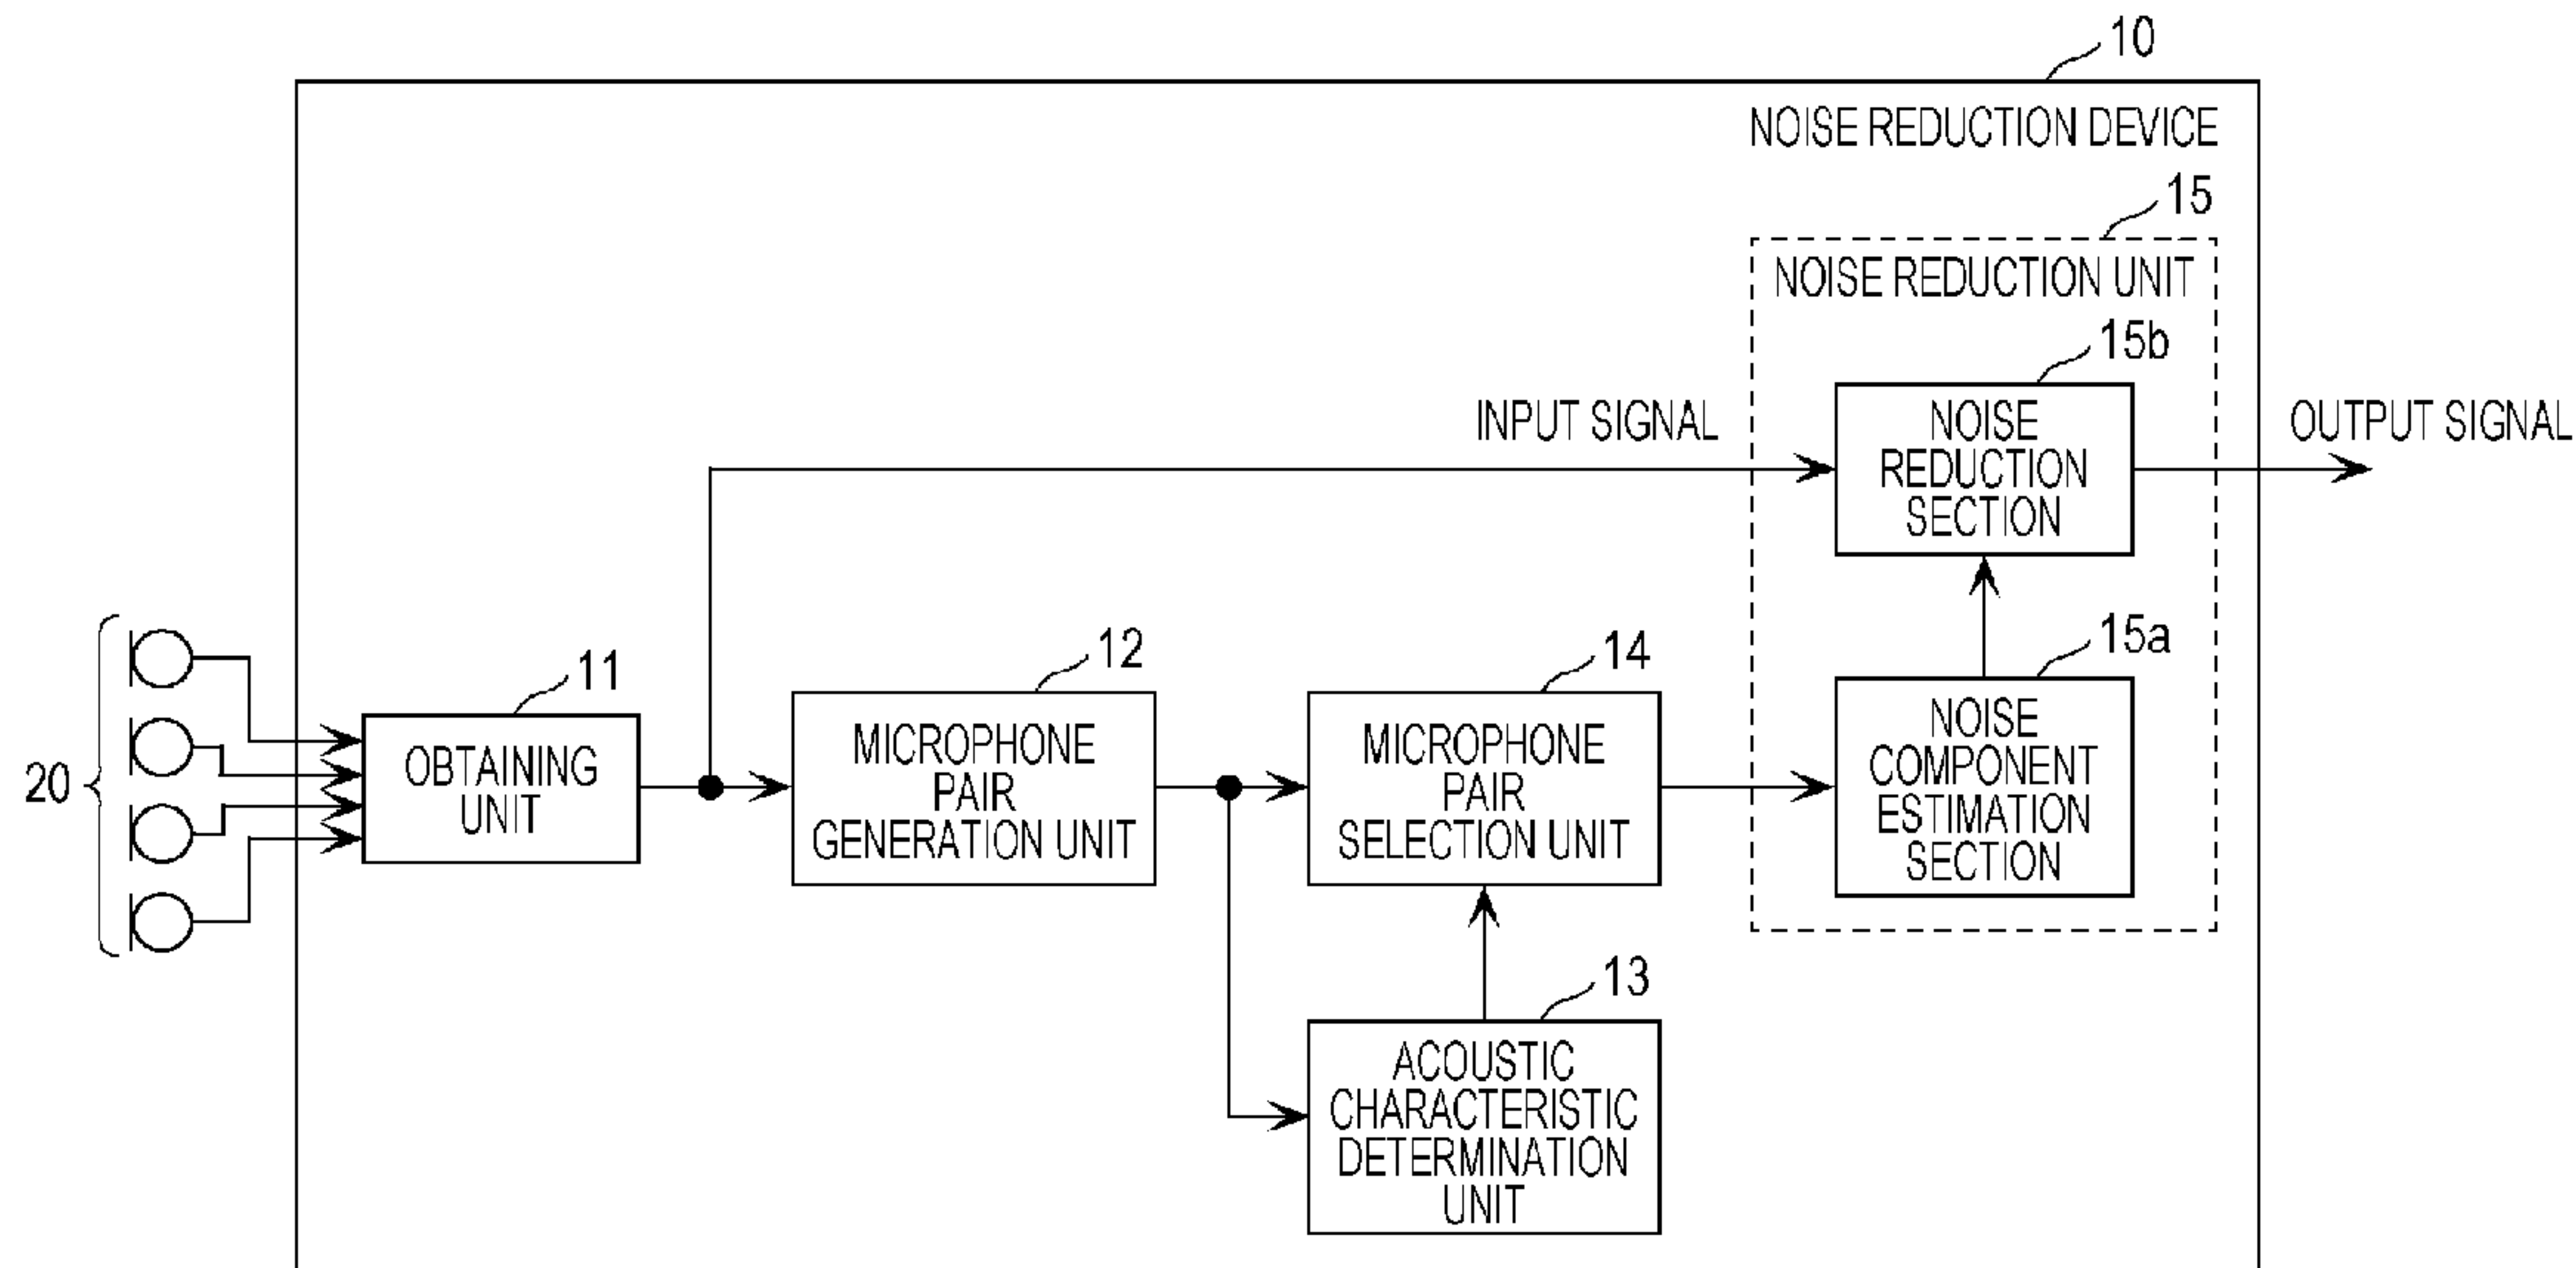 10
NOISE REDUCTION DEVICE
15
NOISE REDUCTION UNIT
15b
INPUT SIGNAL
NOISE
REDUCTION
SECTION
OUTPUT SIGNAL
20
11
OBTAINING
UNIT
12
MICROPHONE
PAIR
GENERATION UNIT
14
MICROPHONE
PAIR
SELECTION UNIT
15a
NOISE
COMPONENT
ESTIMATION
SECTION
13
ACOUSTIC
CHARACTERISTIC
DETERMINATION
UNIT